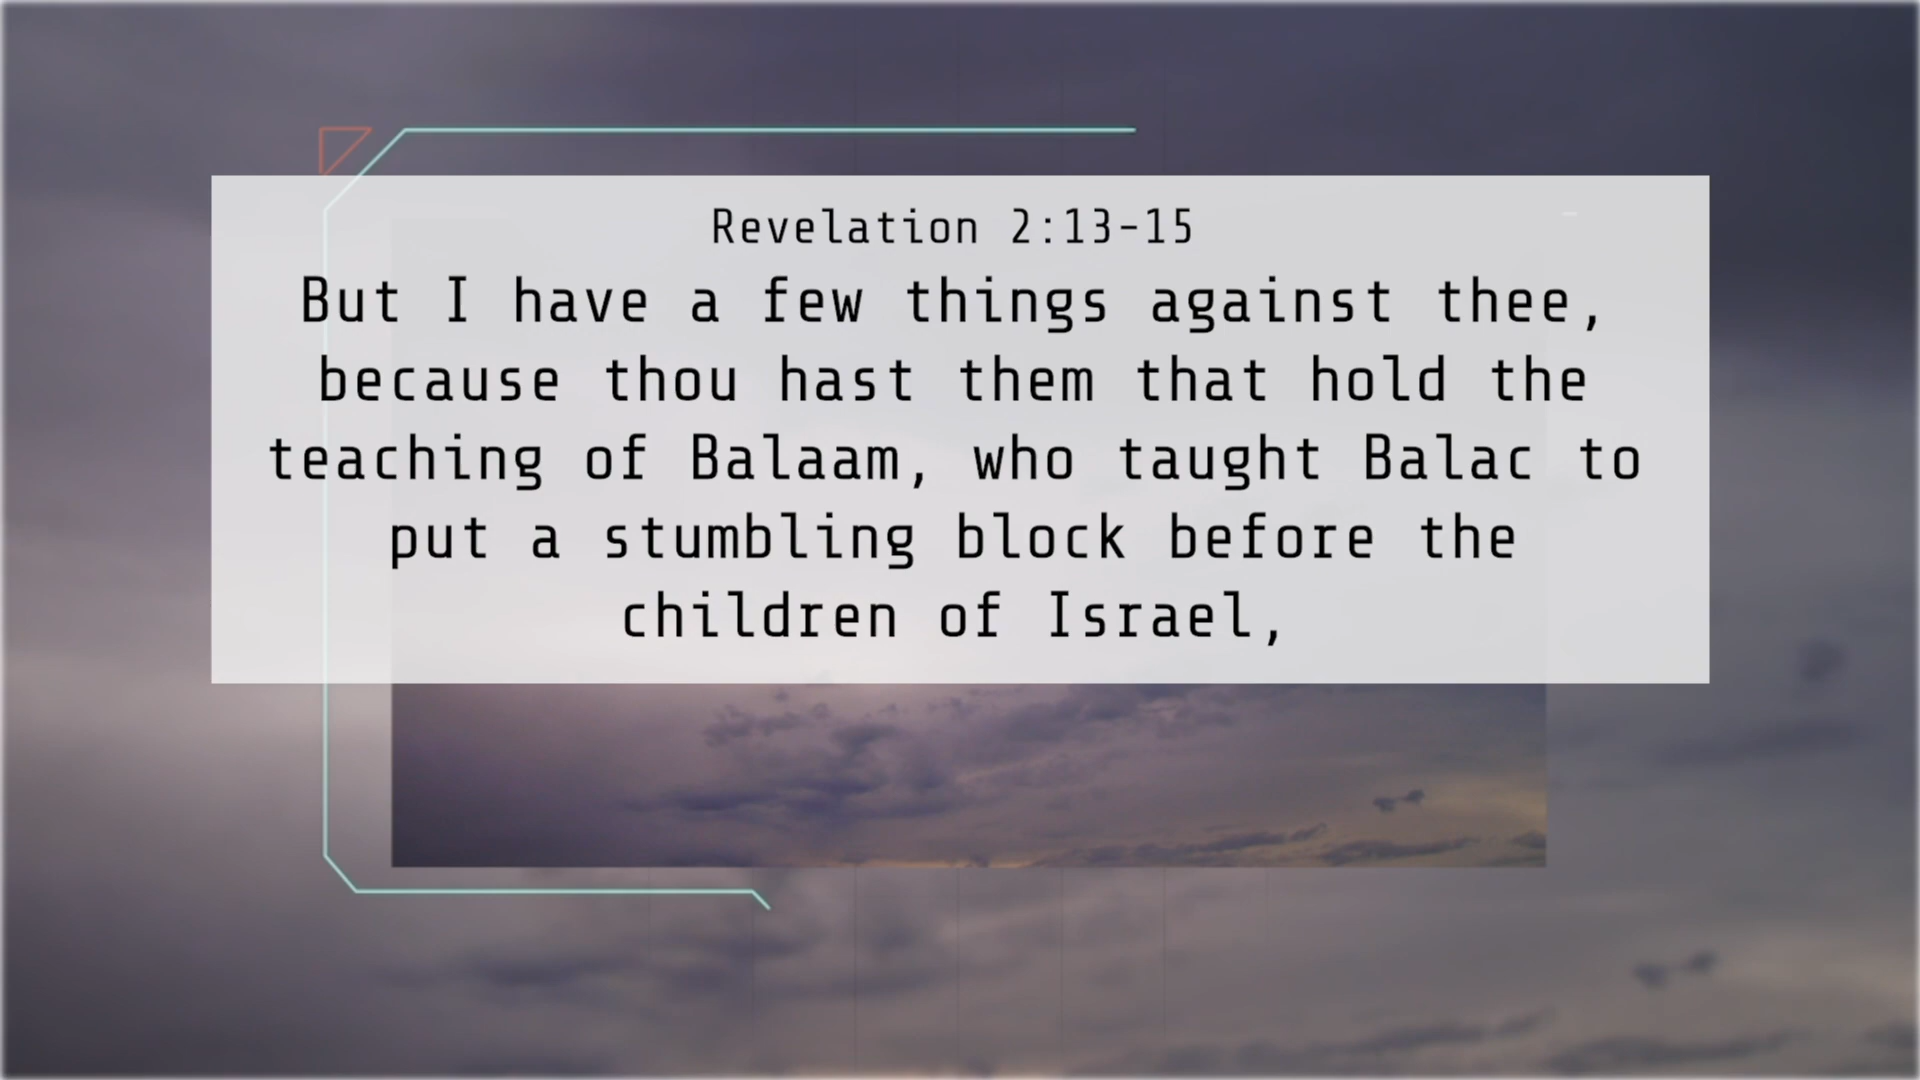 Revelation 2:13-15
But I have a few things against thee,
because thou hast them that hold the
teaching of Balaam, who taught Balac to
put a stumbling block before the
children of Israel,